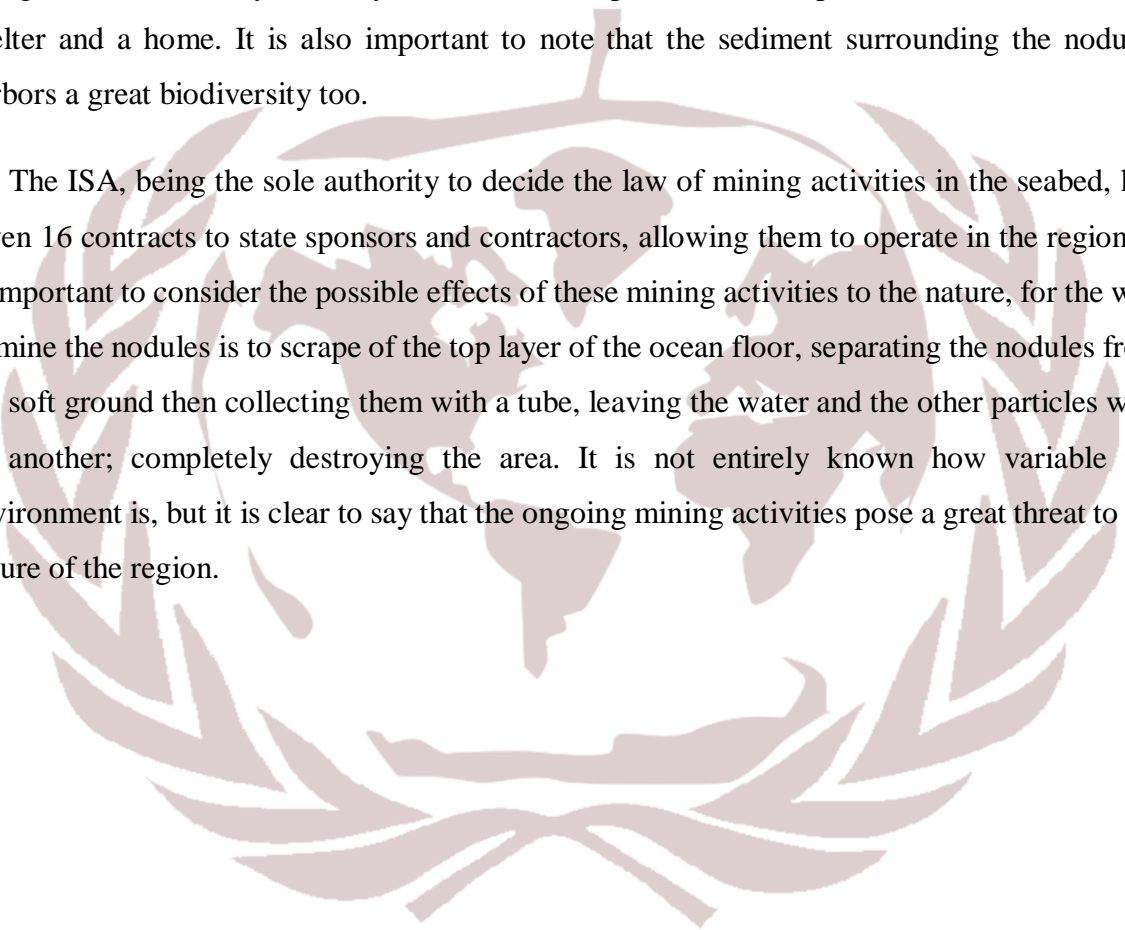 elter and a home. It is also important to note that the sediment surrounding the nodu
rbors a great biodiversity too.
The ISA, being the sole authority to decide the law of mining activities in the seabed,
ven 16 contracts to state sponsors and contractors, allowing them to operate in the region
important to consider the possible effects of these mining activities to the nature, for the w
mine the nodules is to scrape of the top layer of the ocean floor, separating the nodules fr
soft ground then collecting them with a tube, leaving the water and the other particles w
another; completely destroying the area. It is not entirely known how variable
vironment is, but it is clear to say that the ongoing mining activities pose a great threat to
ure of the region.